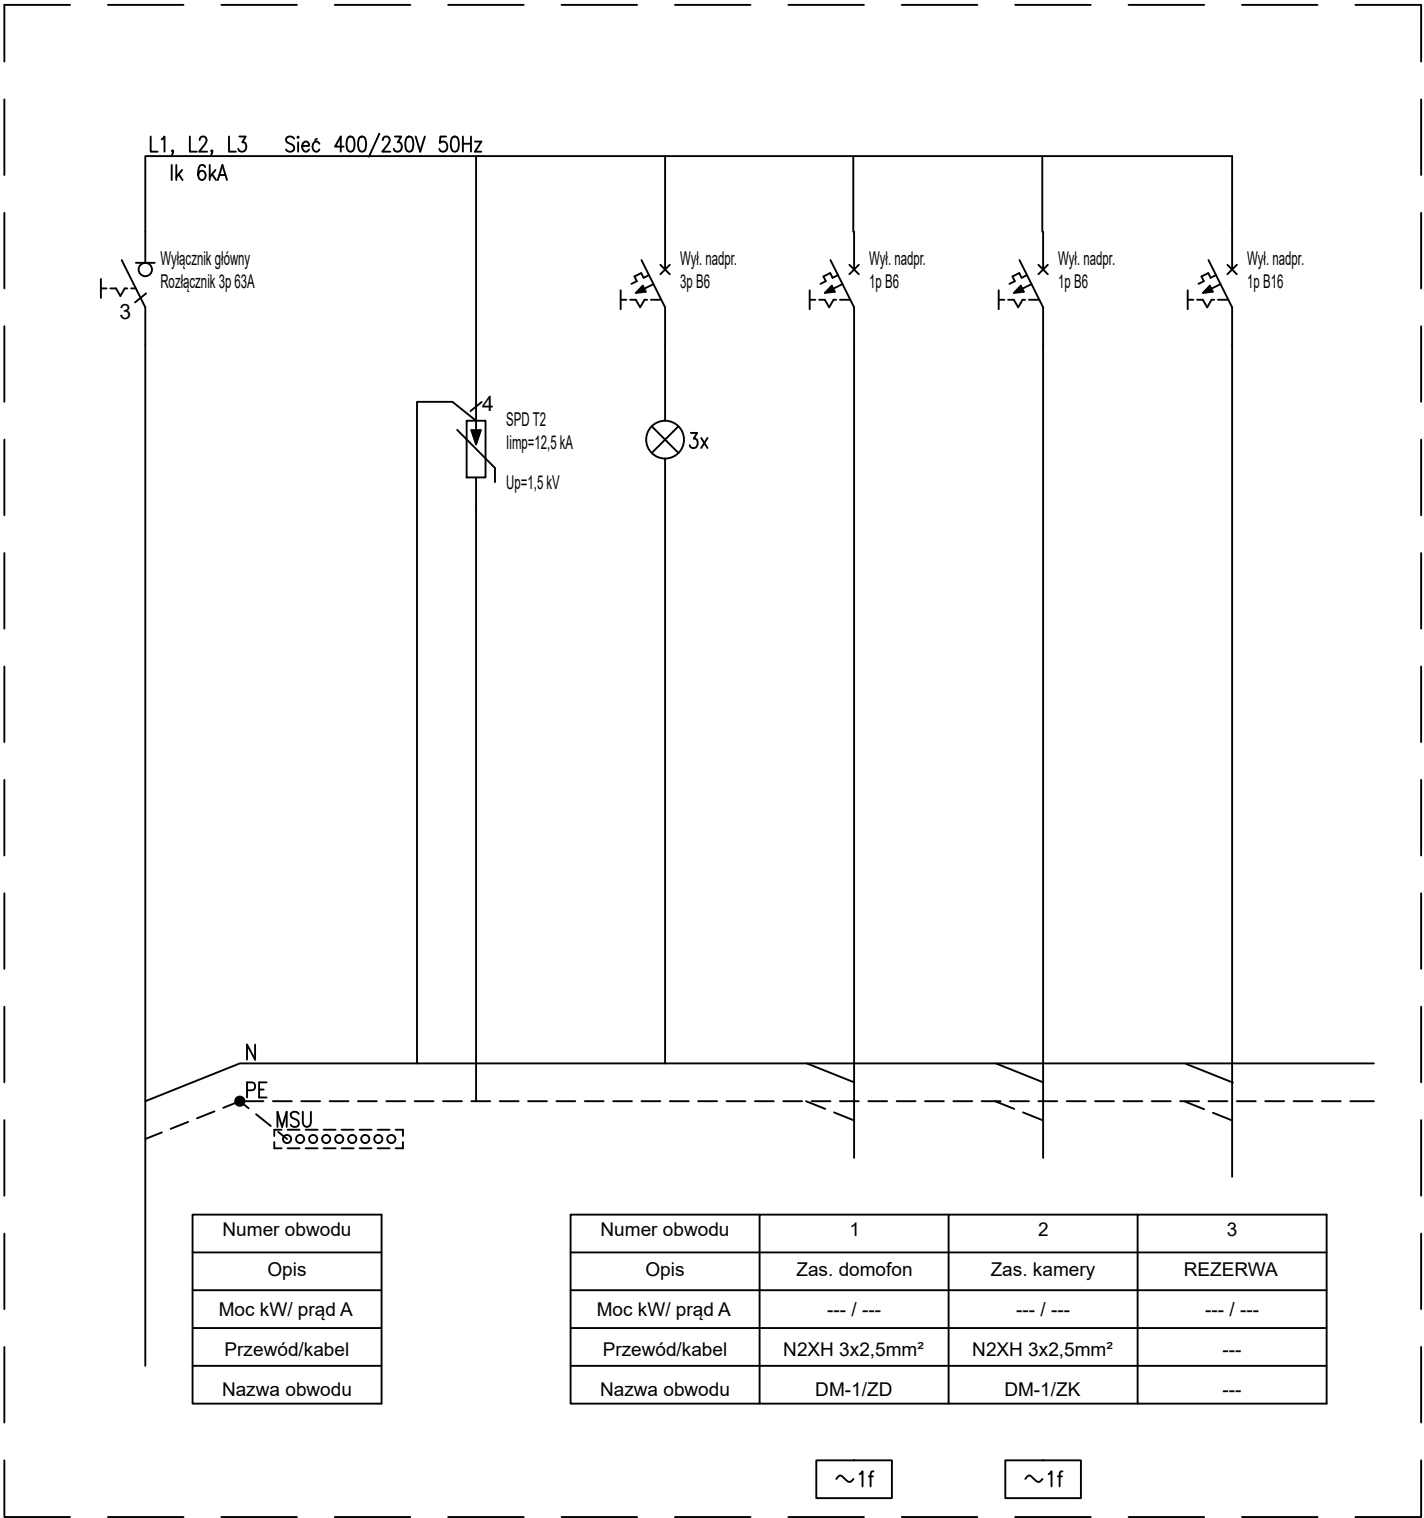 L1, L2, L3 Sieć 400/230V 50Hz
Ik 6kA
Wyłącznik główny
Rozłącznik 3p 63A
3
Wył. nadpr.
3p B6
Wył. nadpr.
1p B6
Wył. nadpr.
1p B6
Wył. nadpr.
1p B16
4
SPD T2
Iimp=12,5 kA
Up=1,5 kV
3x
N
PE
MSU
Numer obwodu
Opis
Moc kW/ prąd A
Przewód/kabel
Nazwa obwodu
Numer obwodu 1 2 3
Opis Zas. domofon Zas. kamery REZERWA
Moc kW/ prąd A --- / --- --- / --- --- / ---
Przewód/kabel N2XH 3x2,5mm² N2XH 3x2,5mm² ---
Nazwa obwodu DM-1/ZD DM-1/ZK ---
~1f ~1f